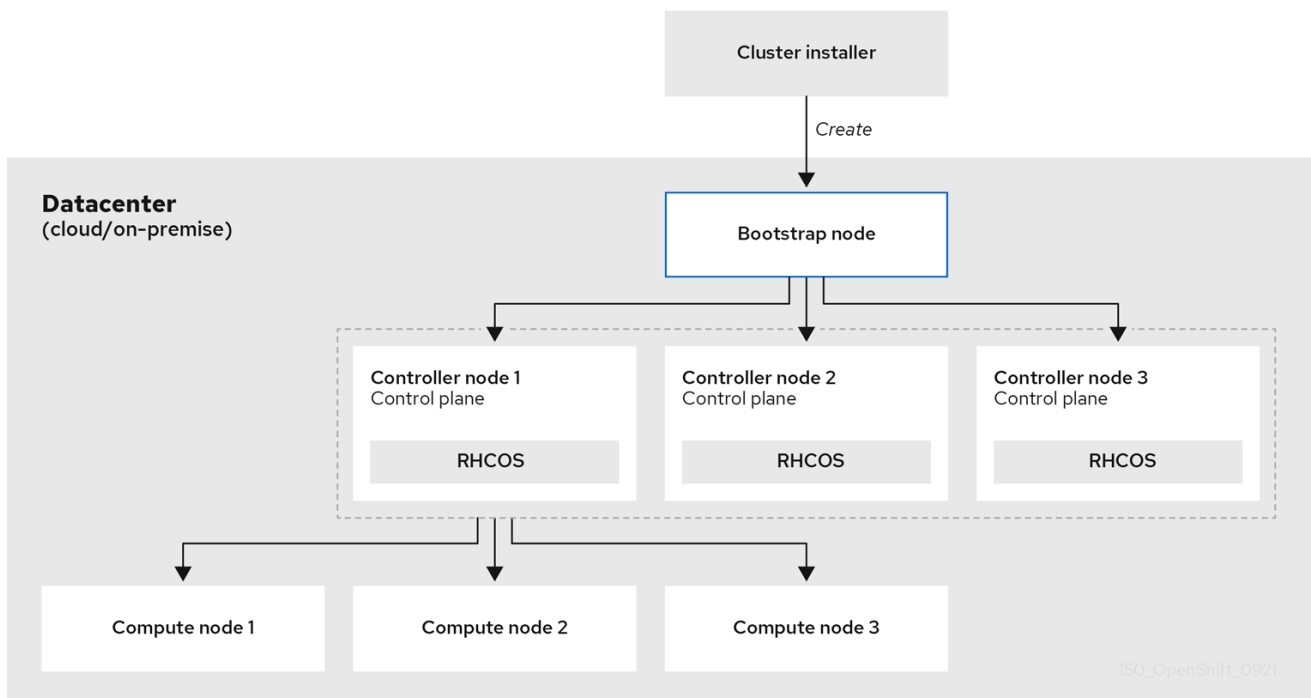 Cluster installer
Create
Datacenter
(cloud/on-premise)
Bootstrap node
Controller node 1
Control plane
RHCOS
Controller node 2
Control plane
RHCOS
Controller node 3
Control plane
RHCOS
Compute node 1
Compute node 2
Compute node 3
150_OpenShift_0921